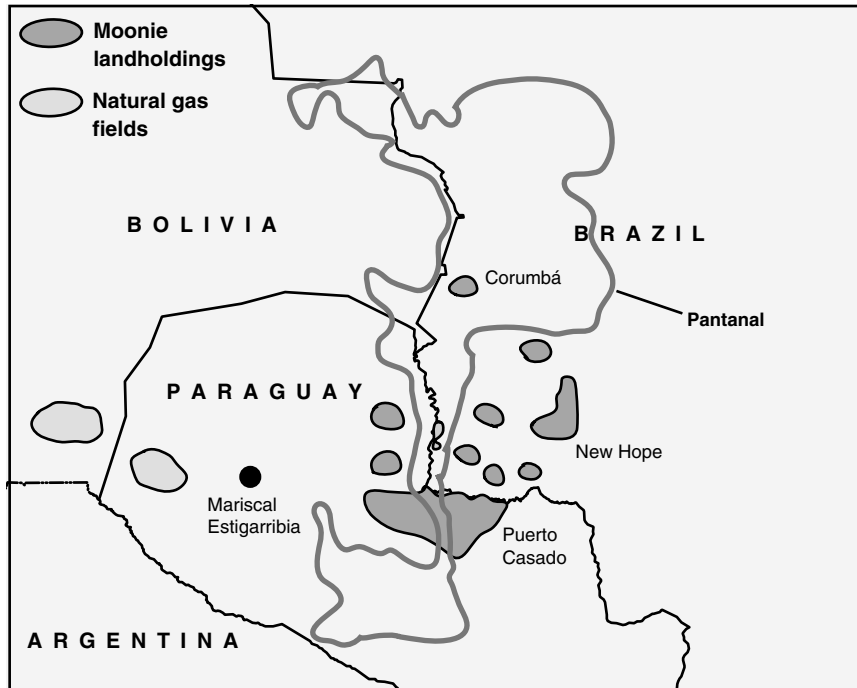 Moonie
landholdings
Natural gas
fields
BOLIVIA
BRAZIL
Corumbá
Pantanal
PARAGUAY
New Hope
Mariscal
Estigarribia
Puerto
Casado
ARGENTINA